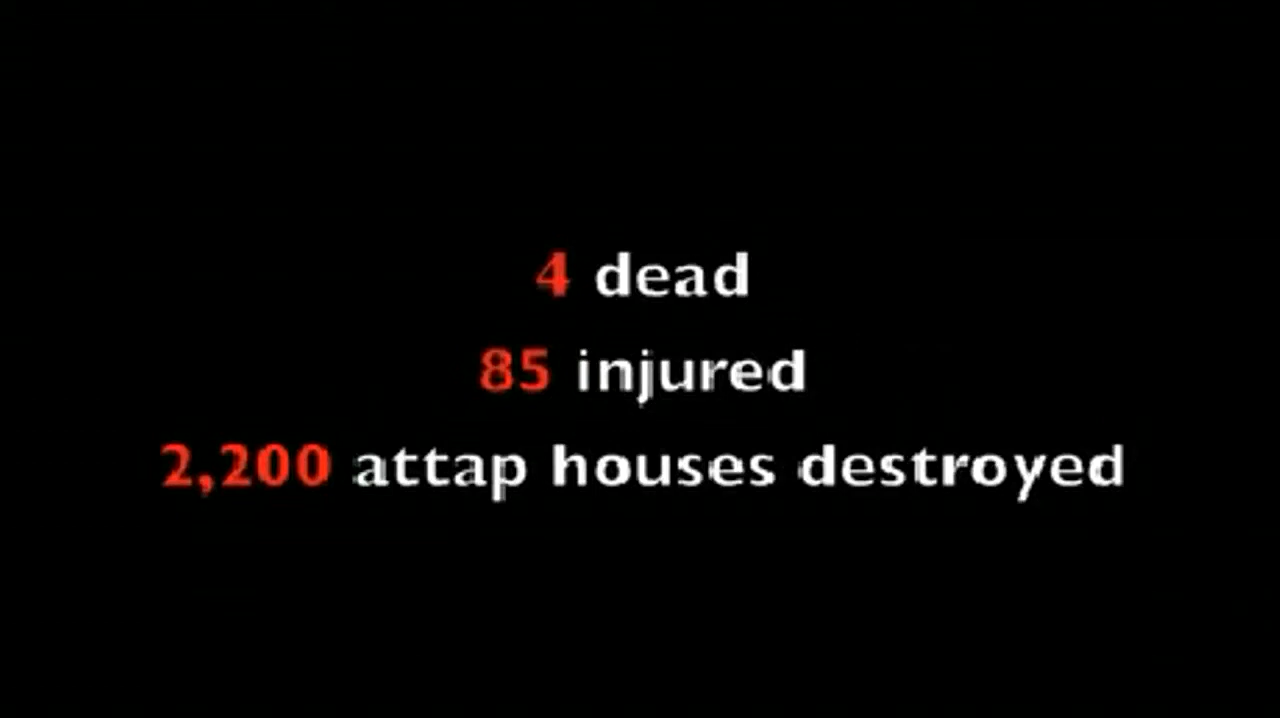 4 dead
85 injured
2,200 attap houses destroyed